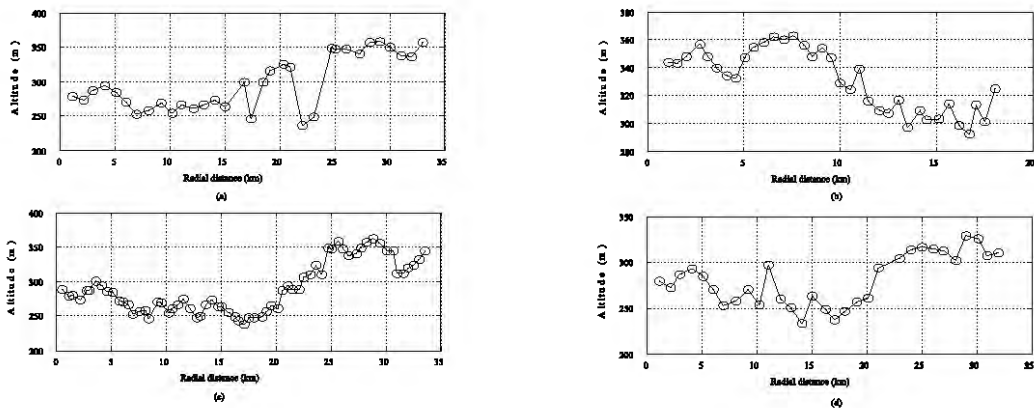 400
350
300
250
200
Altitude (m)
0 5 10 15 20 25 30 35
Radial distance (km)
(a)
380
360
340
320
300
280
Altitude (m)
0 5 10 15 20
Radial distance (km)
(b)
400
350
300
250
200
Altitude (m)
0 5 10 15 20 25 30 35
Radial distance (km)
(c)
350
300
250
200
Altitude (m)
0 5 10 15 20 25 30 35
Radial distance (km)
(d)